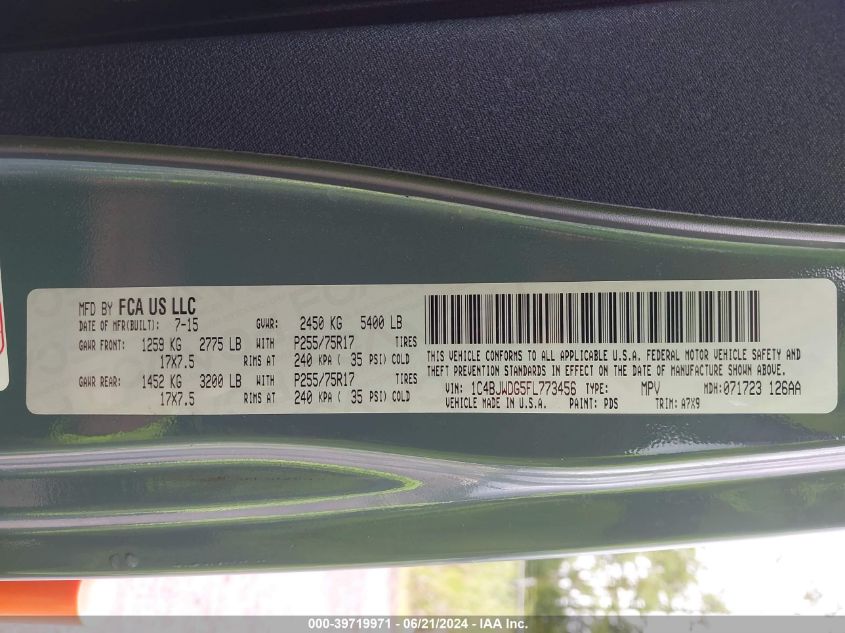 MFD BY FCA US LLC
DATE OF MFR(BUILT): 7-15 GVWR: 2450 KG 5400 LB
GAWR FRONT: 1259 KG 2775 LB WITH P255/75R17 TIRES
17X7.5 RIMS AT 240 KPA ( 35 PSI) COLD
GAWR REAR: 1452 KG 3200 LB WITH P255/75R17 TIRES
17X7.5 RIMS AT 240 KPA ( 35 PSI) COLD
THIS VEHICLE CONFORMS TO ALL APPLICABLE U.S.A. FEDERAL MOTOR VEHICLE SAFETY AND
THEFT PREVENTION STANDARDS IN EFFECT ON THE DATE OF MANUFACTURE SHOWN ABOVE.
VIN: 1C4BJWDG5FL773456 TYPE: MPV MDH: 071723 126AA
VEHICLE MADE IN U.S.A. PAINT: PDS TRIM: A7X9
000-39719971 - 06/21/2024 - IAA Inc.